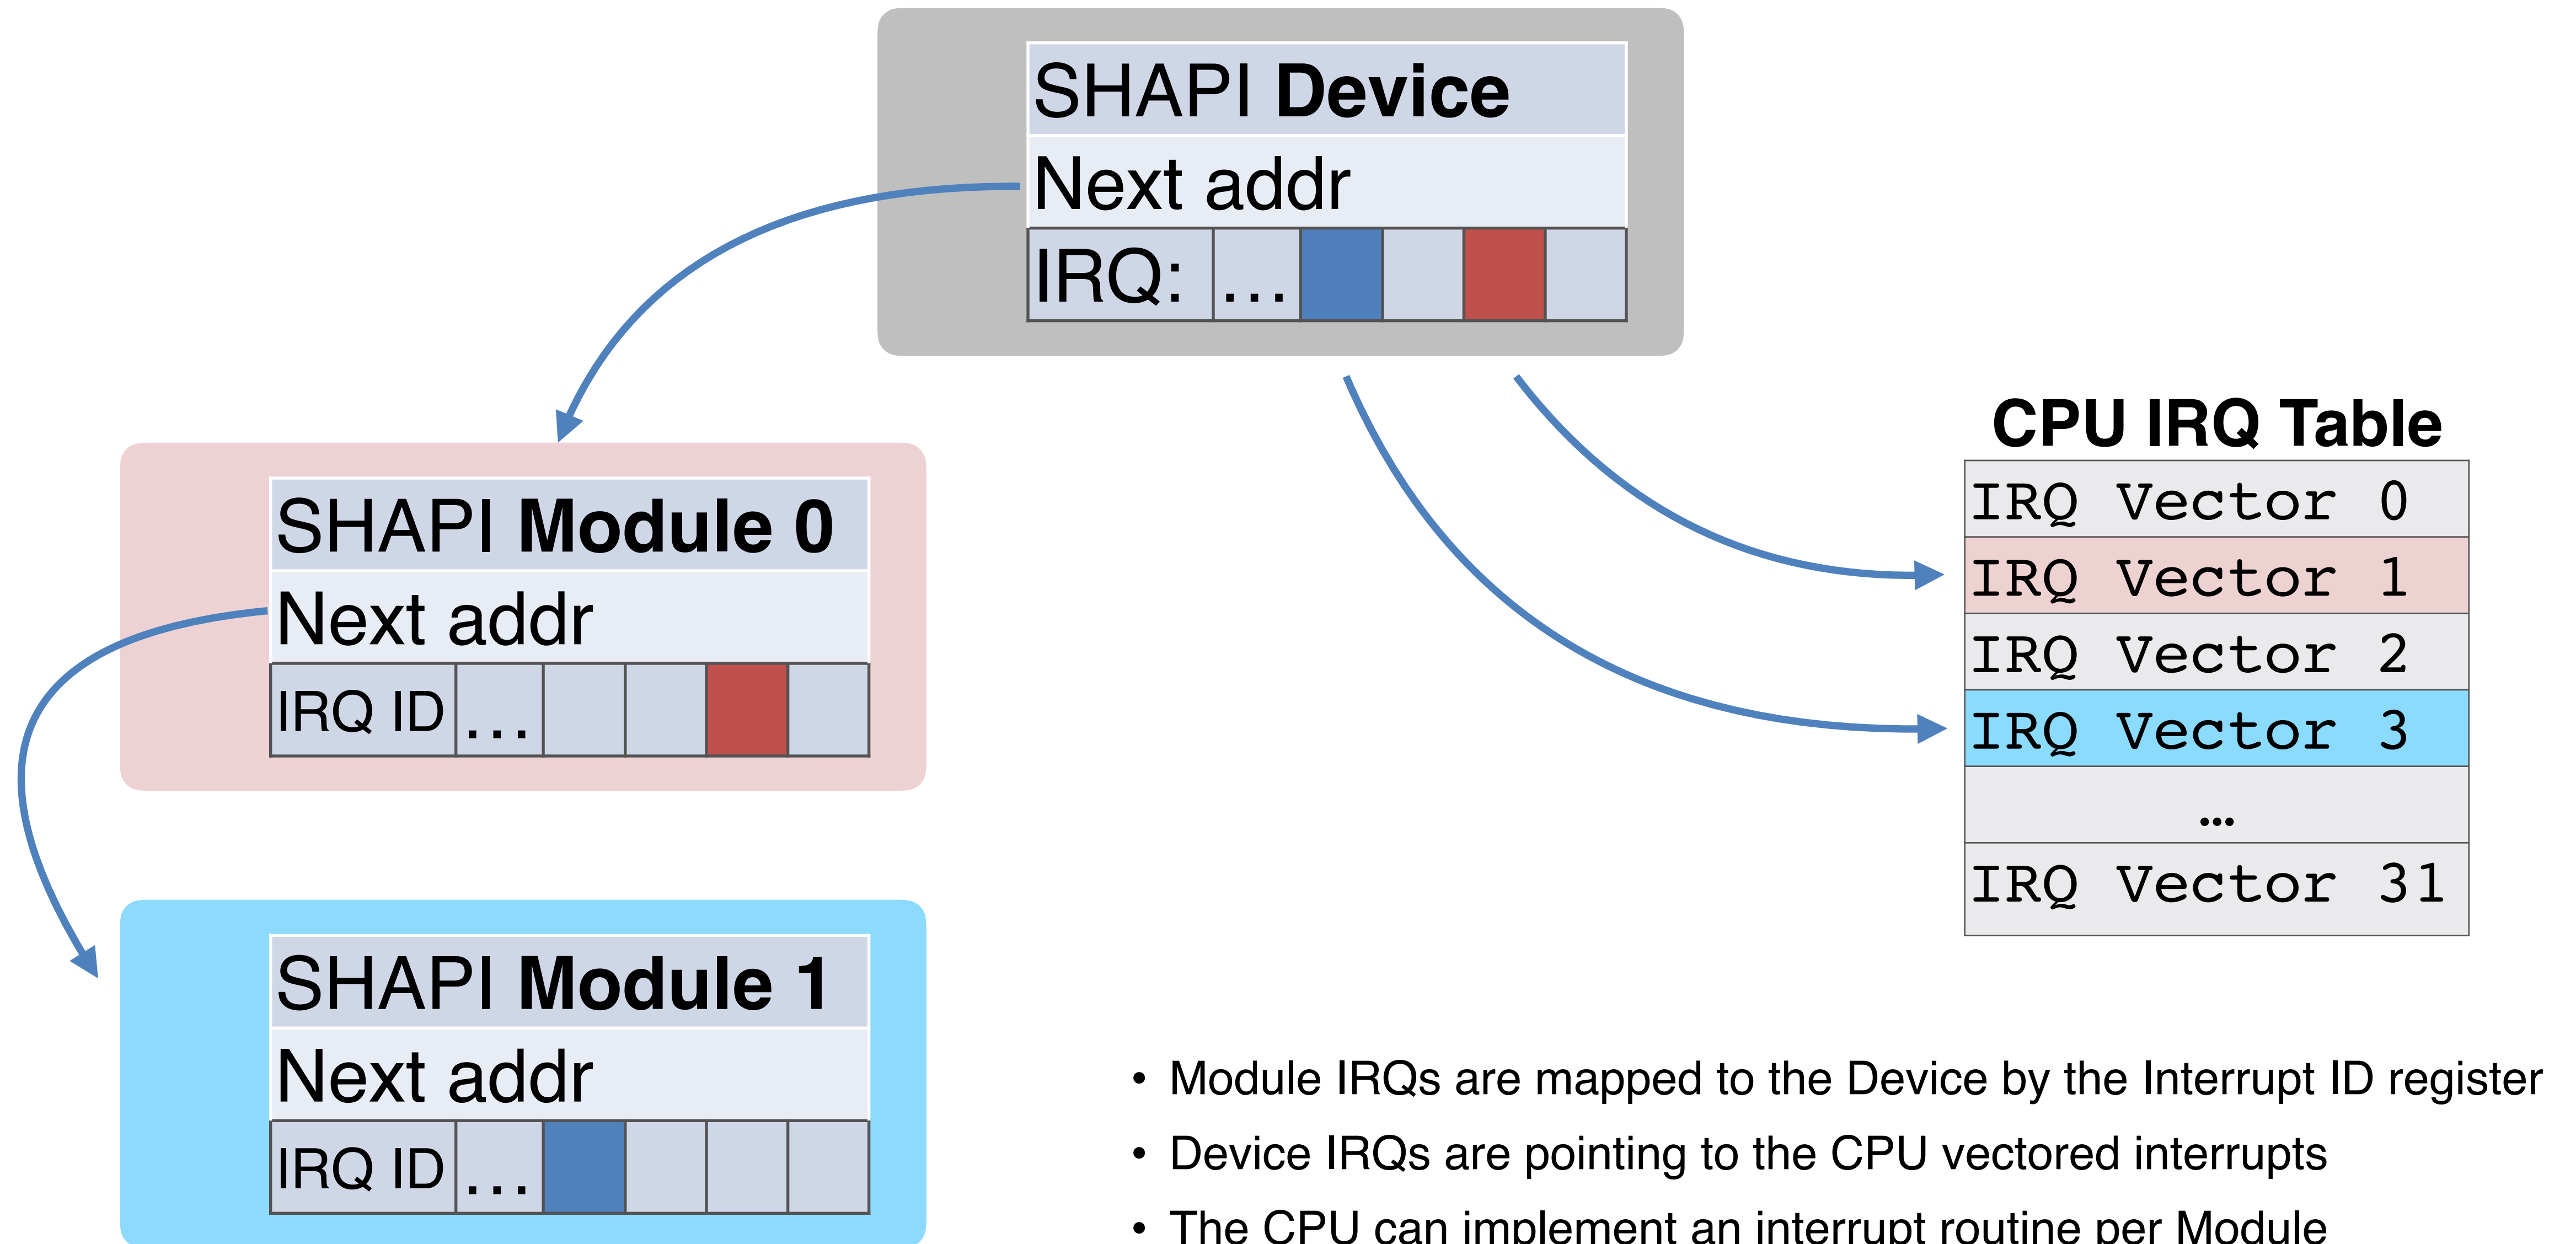 SHAPI Device
Next addr
IRQ: ...
CPU IRQ Table
IRQ Vector 0
IRQ Vector 1
IRQ Vector 2
IRQ Vector 3
...
IRQ Vector 31
SHAPI Module 0
Next addr
IRQ ID ...
SHAPI Module 1
Next addr
IRQ ID ...
• Module IRQs are mapped to the Device by the Interrupt ID register
• Device IRQs are pointing to the CPU vectored interrupts
• The CPU can implement an interrupt routine per Module